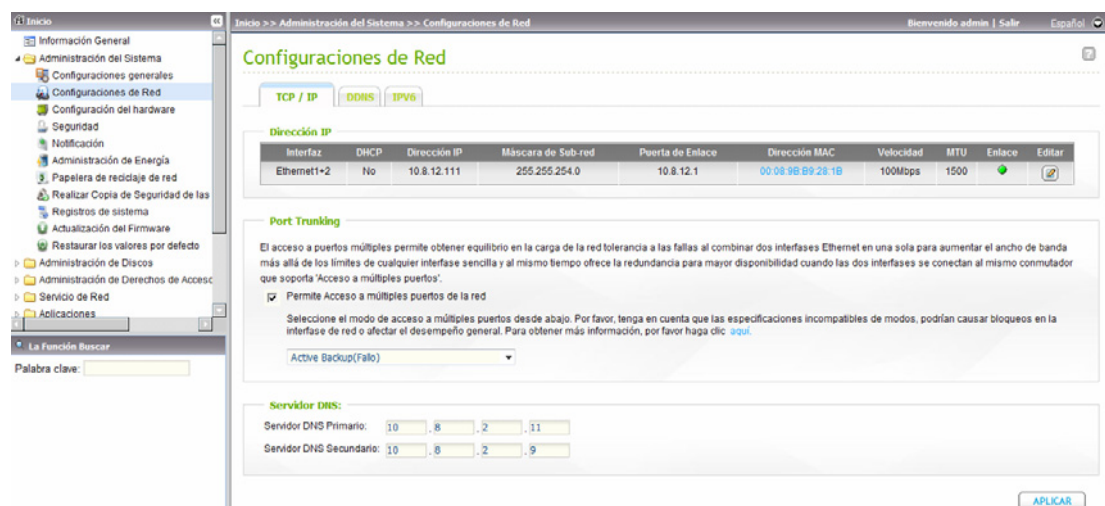 Inicio
Inicio >> Administración del Sistema >> Configuraciones de Red
Bienvenido admin | Salir
Español
Información General
Administración del Sistema
Configuraciones generales
Configuraciones de Red
Configuración del hardware
Seguridad
Notificación
Administración de Energía
Papelera de reciclaje de red
Realizar Copia de Seguridad de las
Registros de sistema
Actualización del Firmware
Restaurar los valores por defecto
Administración de Discos
Administración de Derechos de Acceso
Servicio de Red
Aplicaciones
La Función Buscar
Palabra clave:
Configuraciones de Red
TCP / IP
DDNS
IPV6
Dirección IP
Interfaz DHCP Dirección IP Máscara de Sub-red Puerta de Enlace Dirección MAC Velocidad MTU Enlace Editar
Ethernet1+2 No 10.8.12.111 255.255.254.0 10.8.12.1 00:08:9B:B9:28:1B 100Mbps 1500
Port Trunking
El acceso a puertos múltiples permite obtener equilibrio en la carga de la red tolerancia a las fallas al combinar dos interfases Ethernet en una sola para aumentar el ancho de banda
más allá de los límites de cualquier interfase sencilla y al mismo tiempo ofrece la redundancia para mayor disponibilidad cuando las dos interfases se conectan al mismo conmutador
que soporta 'Acceso a múltiples puertos'.
Permite Acceso a múltiples puertos de la red
Seleccione el modo de acceso a múltiples puertos desde abajo. Por favor, tenga en cuenta que las especificaciones incompatibles de modos, podrían causar bloqueos en la
interfase de red o afectar el desempeño general. Para obtener más información, por favor haga clic aquí.
Active Backup(Fallo)
Servidor DNS:
Servidor DNS Primario: 10 . 8 . 2 . 11
Servidor DNS Secundario: 10 . 8 . 2 . 9
APLICAR